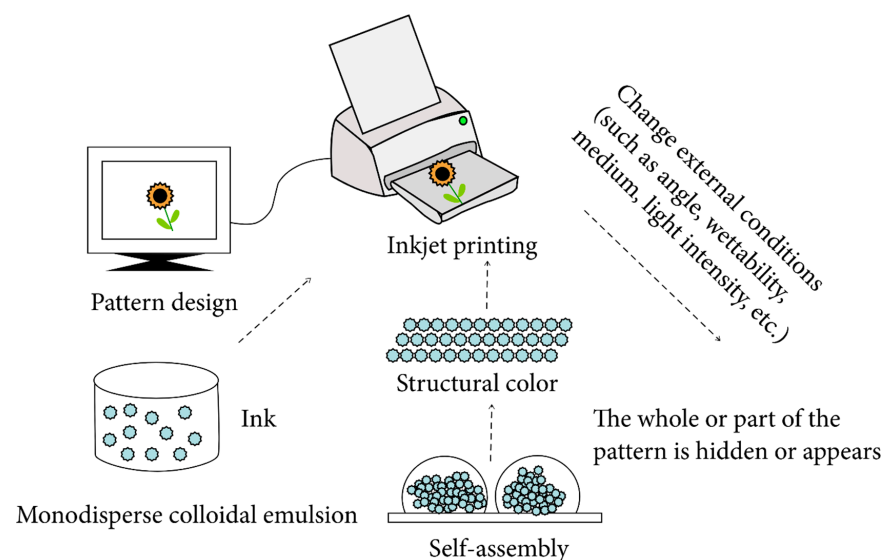 Change external conditions
(such as angle, wettability,
medium, light intensity, etc.)
Inkjet printing
Pattern design
Structural color
Ink
The whole or part of the
pattern is hidden or appears
Monodisperse colloidal emulsion
Self-assembly